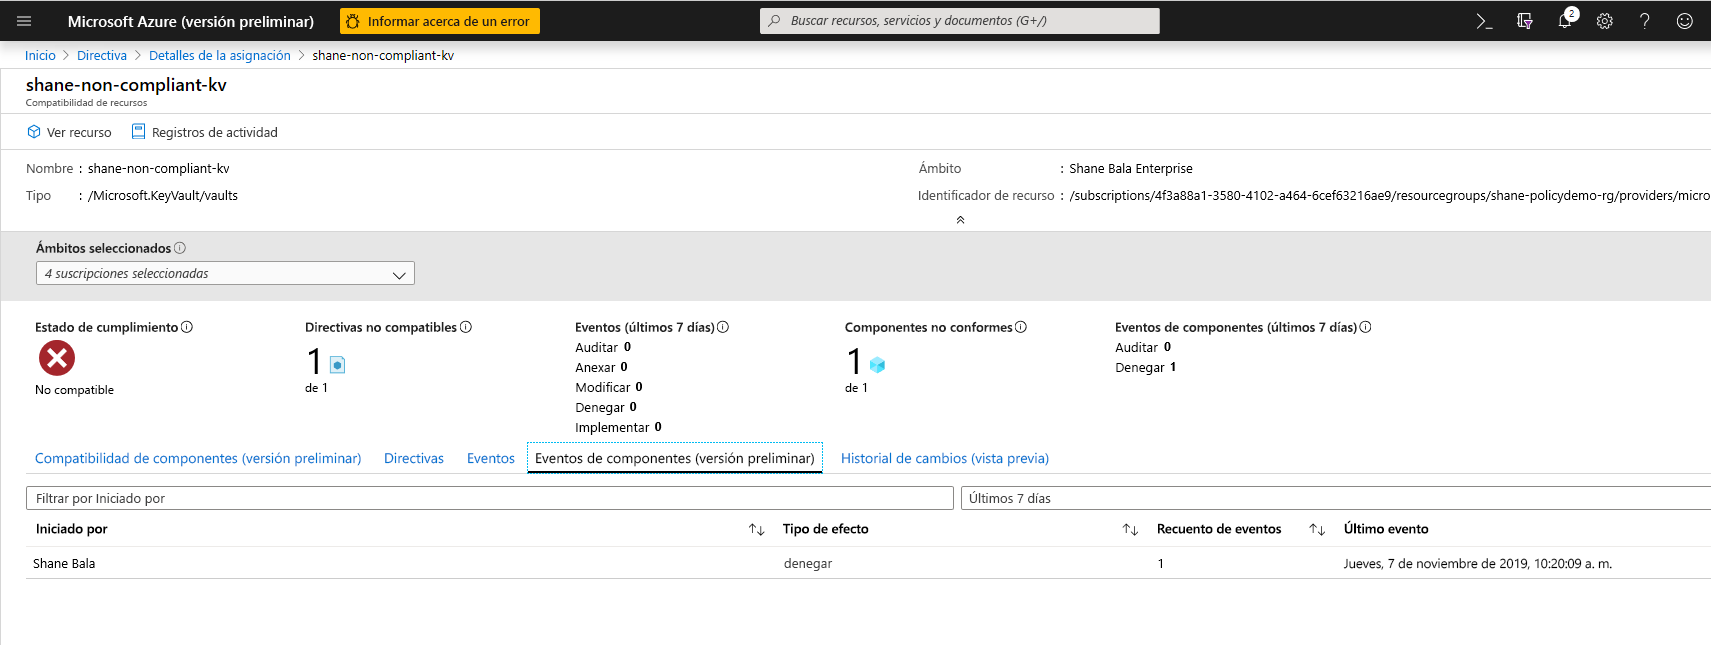 Microsoft Azure (versión preliminar)
Informar acerca de un error
Buscar recursos, servicios y documentos (G+/)
2
Inicio > Directiva > Detalles de la asignación > shane-non-compliant-kv
shane-non-compliant-kv
Compatibilidad de recursos
Ver recurso
Registros de actividad
Nombre : shane-non-compliant-kv
Ámbito : Shane Bala Enterprise
Tipo : /Microsoft.KeyVault/vaults
Identificador de recurso : /subscriptions/4f3a88a1-3580-4102-a464-6cef63216ae9/resourcegroups/shane-policydemo-rg/providers/micro
Ámbitos seleccionados
4 suscripciones seleccionadas
Estado de cumplimiento
No compatible
Directivas no compatibles
1
de 1
Eventos (últimos 7 días)
Auditar 0
Anexar 0
Modificar 0
Denegar 0
Implementar 0
Componentes no conformes
1
de 1
Eventos de componentes (últimos 7 días)
Auditar 0
Denegar 1
Compatibilidad de componentes (versión preliminar)
Directivas
Eventos
Eventos de componentes (versión preliminar)
Historial de cambios (vista previa)
Filtrar por Iniciado por
Últimos 7 días
Iniciado por
Tipo de efecto
Recuento de eventos
Último evento
Shane Bala
denegar
1
Jueves, 7 de noviembre de 2019, 10:20:09 a. m.